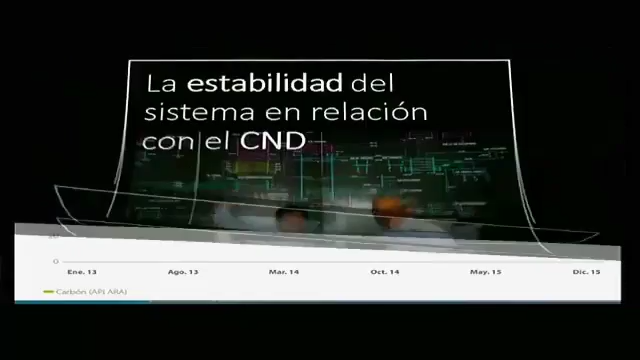 La estabilidad del
sistema en relación
con el CND
0
Ene. 13 Ago. 13 Mar. 14 Oct. 14 May. 15 Dic. 15
Carbón (API ARA)